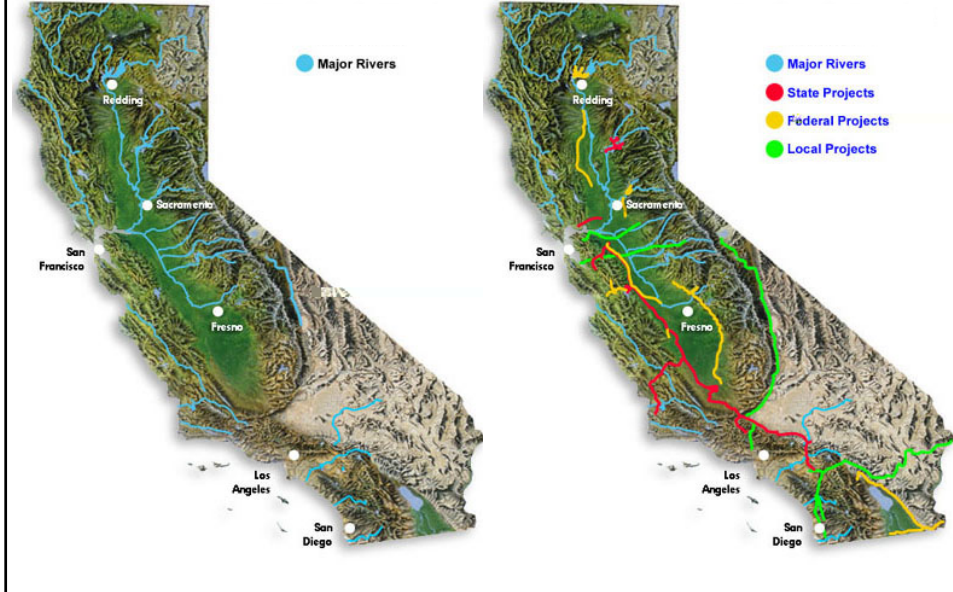 Major Rivers
Redding
Sacramento
San
Francisco
Fresno
Los
Angeles
San
Diego
Major Rivers
State Projects
Federal Projects
Local Projects
Redding
Sacramento
San
Francisco
Fresno
Los
Angeles
San
Diego